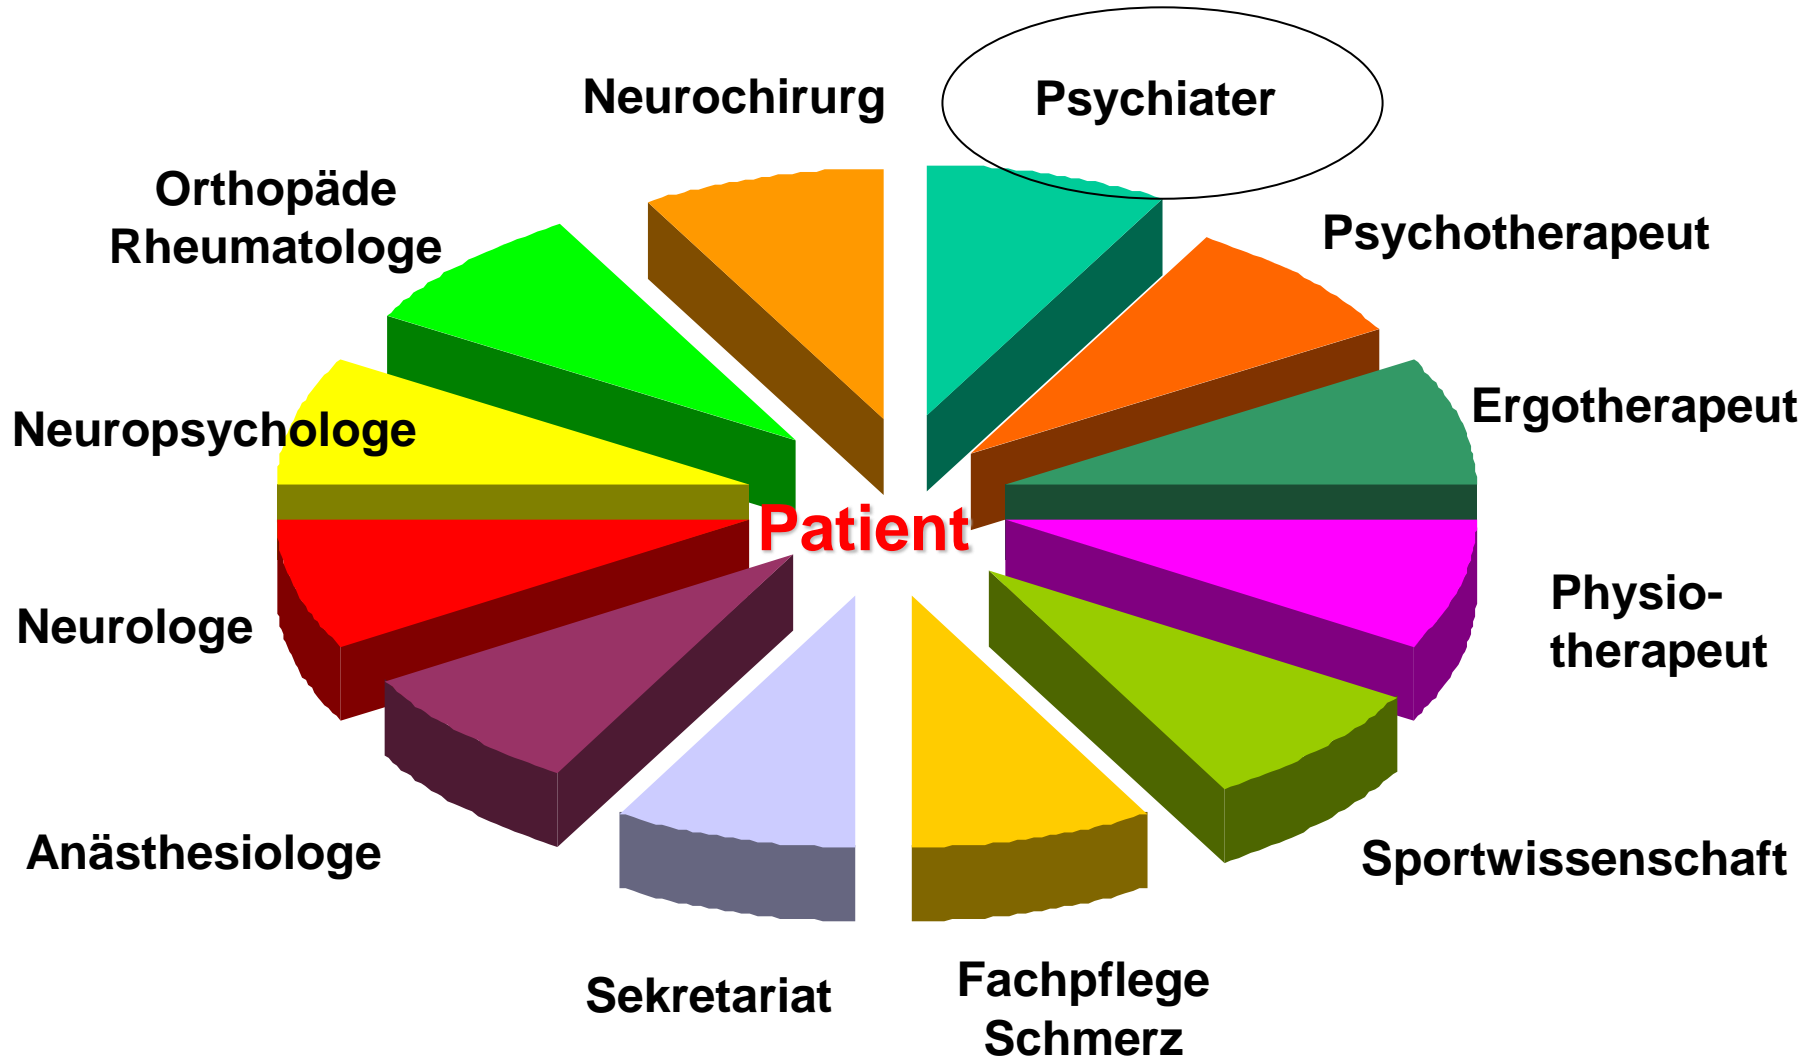 Neurochirurg
Psychiater
Orthopäde
Rheumatologe
Psychotherapeut
Neuropsychologe
Ergotherapeut
Patient
Neurologe
Physio-
therapeut
Anästhesiologe
Sportwissenschaft
Sekretariat
Fachpflege
Schmerz